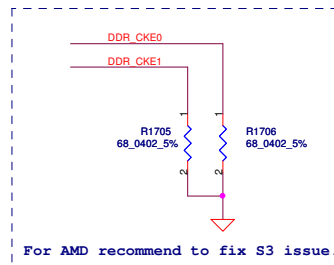 DDR_CKE0
DDR_CKE1
1 1
R1705 R1706
68_0402_5% 68_0402_5%
2 2
For AMD recommend to fix S3 issue.